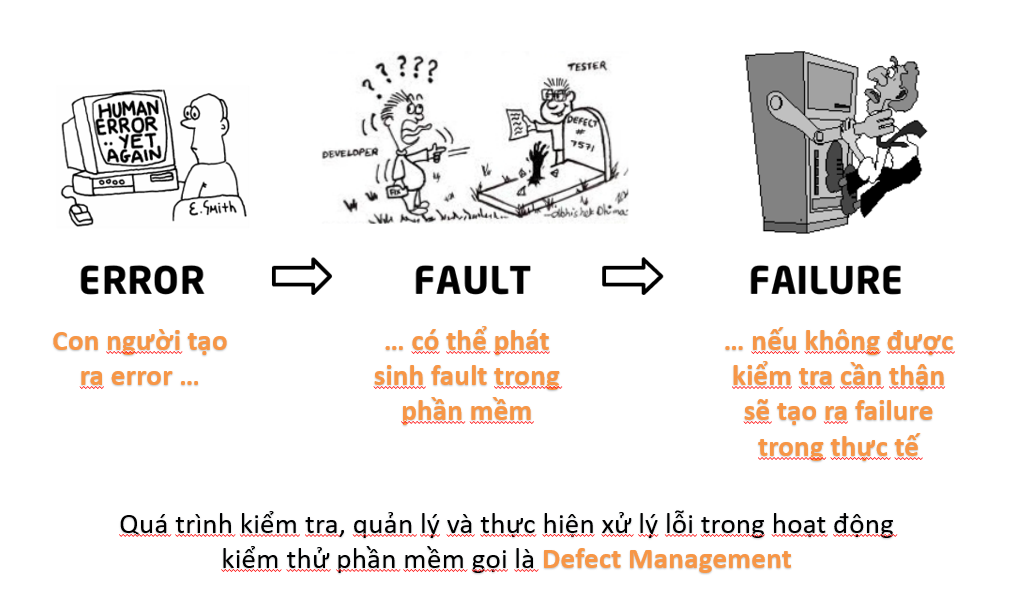 HUMAN
ERROR
.. YET
AGAIN
E. Smith
? ? ? ? ?
DEVELOPER
FIX
TESTER
DEFECT
#
7571
Abhishek Dhima
ERROR
FAULT
FAILURE
Con người tạo
ra error ...
... có thể phát
sinh fault trong
phần mềm
... nếu không được
kiểm tra cẩn thận
sẽ tạo ra failure
trong thực tế
Quá trình kiểm tra, quản lý và thực hiện xử lý lỗi trong hoạt động
kiểm thử phần mềm gọi là Defect Management